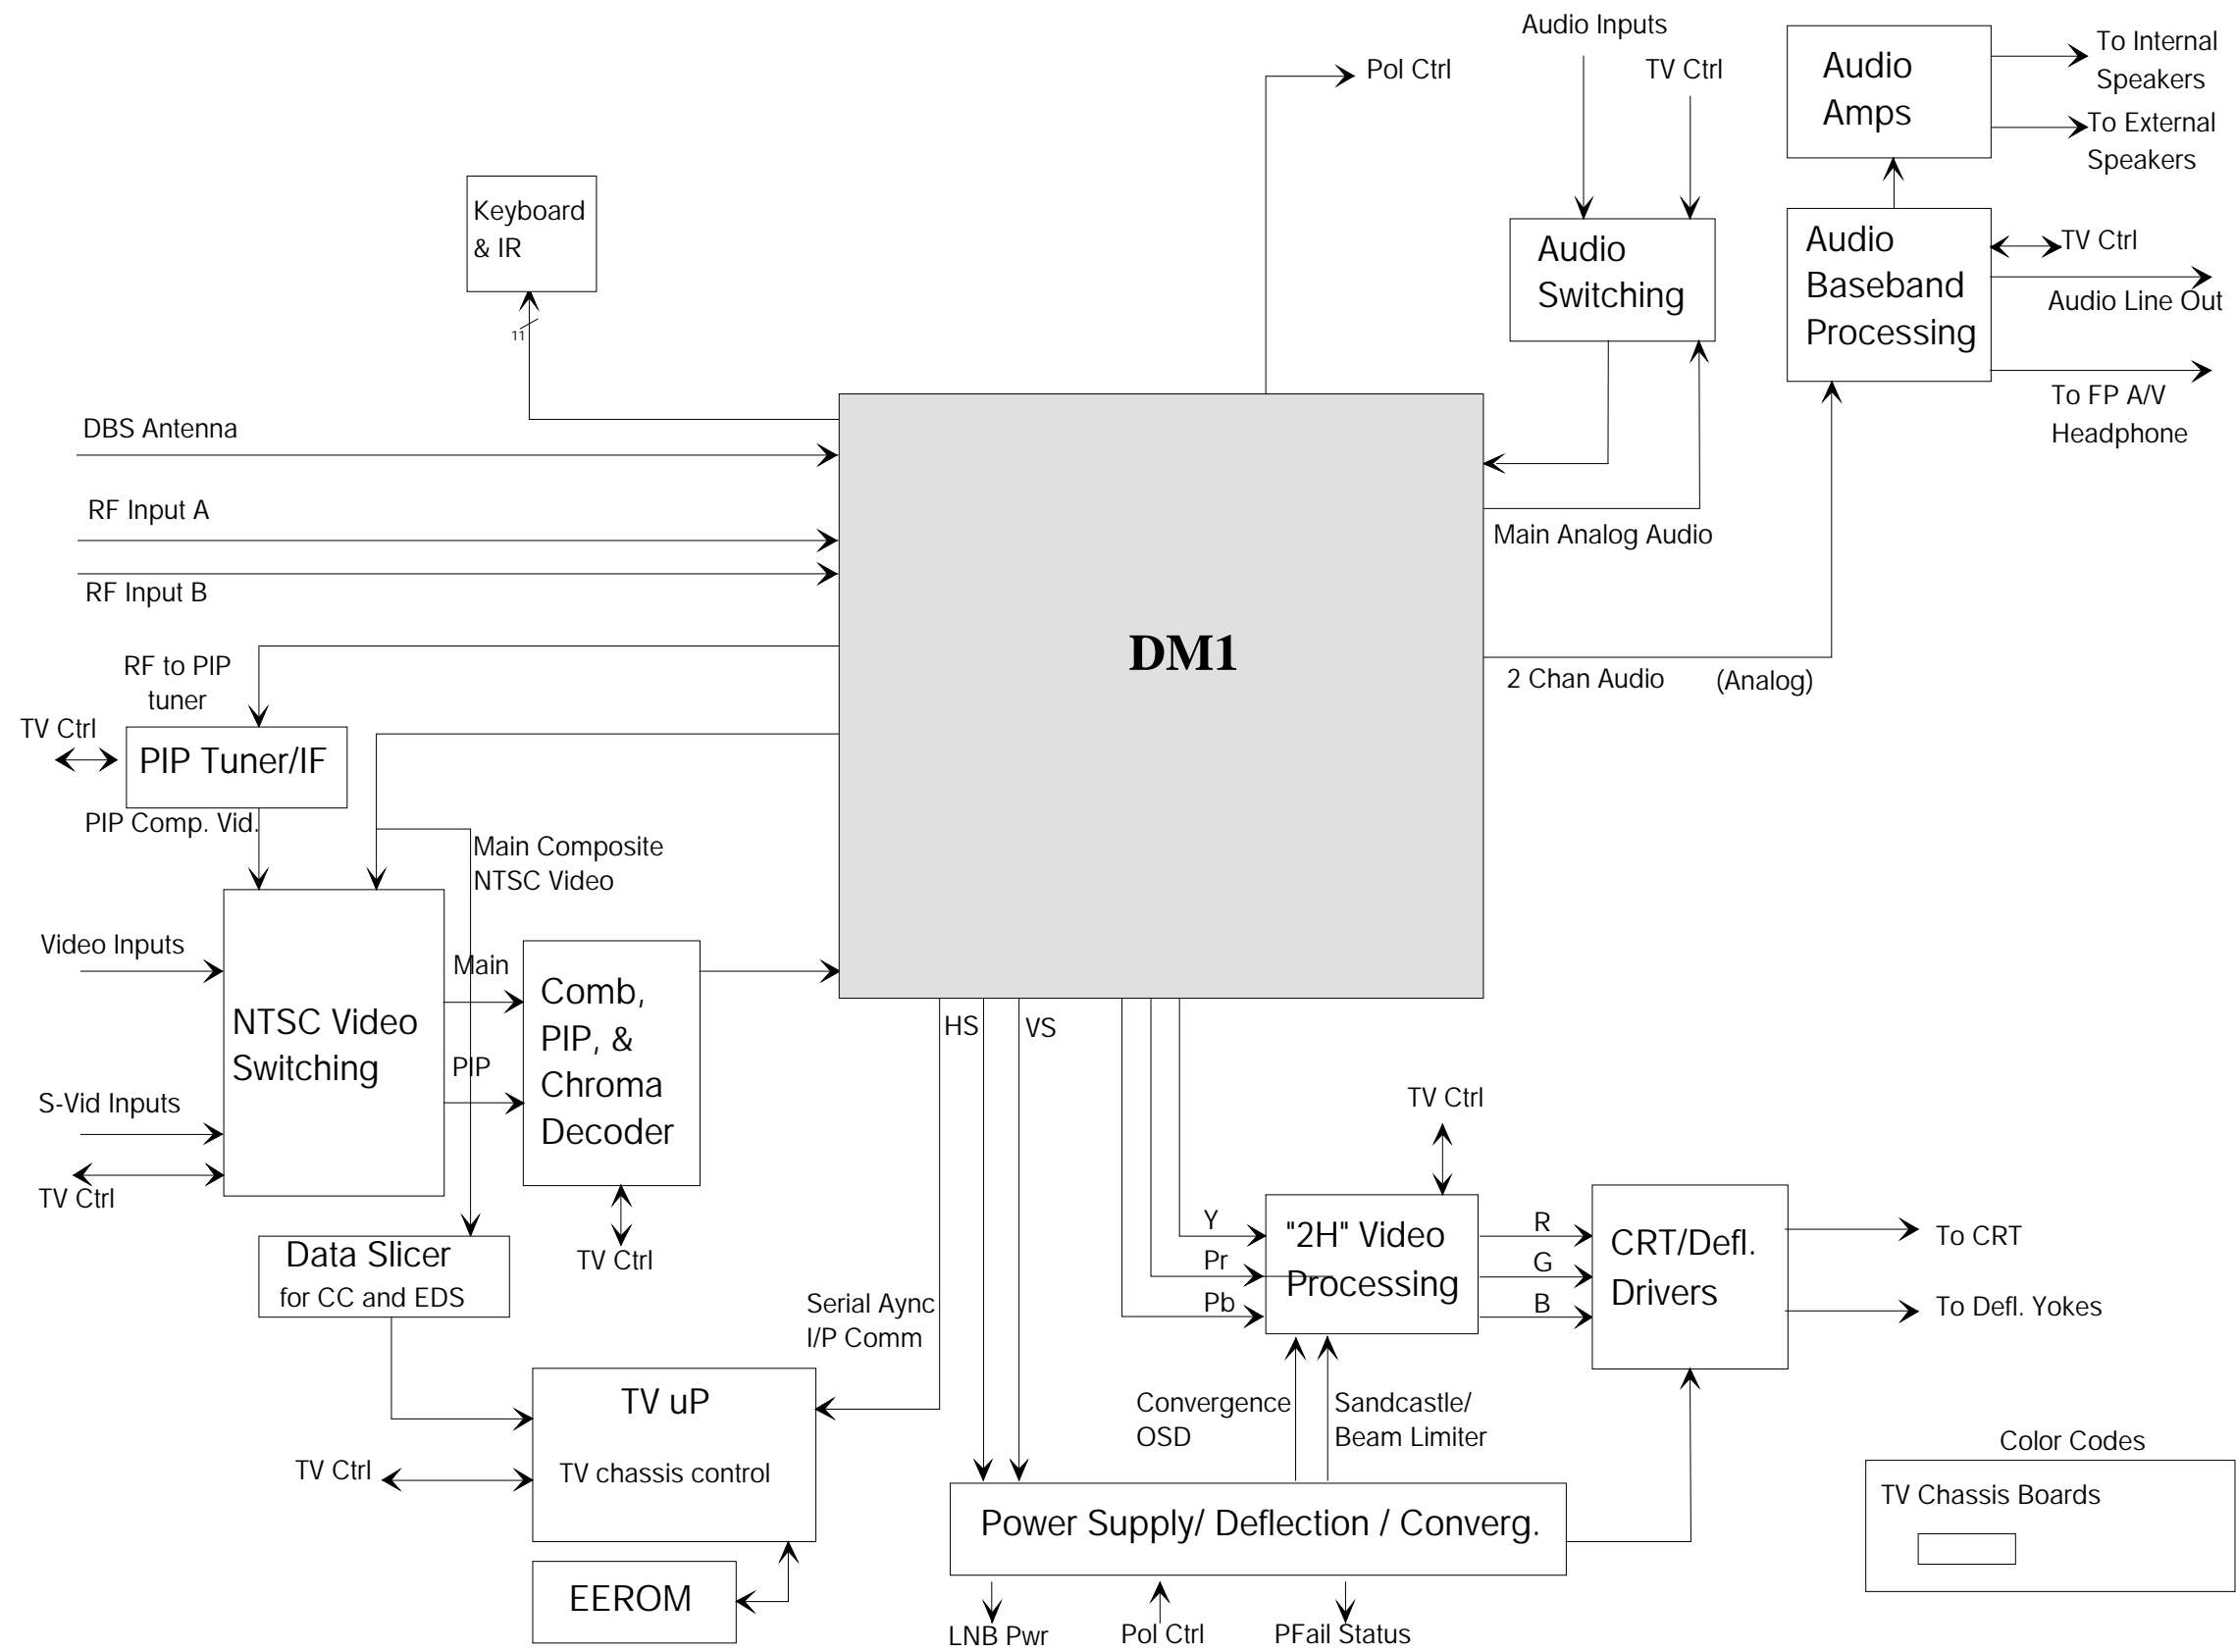 Audio Inputs
TV Ctrl
Pol Ctrl
Audio
Amps
To Internal
Speakers
To External
Speakers
Keyboard
& IR
11
Audio
Switching
Audio
Baseband
Processing
TV Ctrl
Audio Line Out
To FP A/V
Headphone
DBS Antenna
RF Input A
RF Input B
Main Analog Audio
DM1
2 Chan Audio (Analog)
RF to PIP
tuner
TV Ctrl
PIP Tuner/IF
PIP Comp. Vid.
Main Composite
NTSC Video
Video Inputs
Main
NTSC Video
Switching
PIP
Comb,
PIP, &
Chroma
Decoder
S-Vid Inputs
TV Ctrl
TV Ctrl
HS
VS
Data Slicer
for CC and EDS
Serial Aync
I/P Comm
TV Ctrl
Y
Pr
Pb
"2H" Video
Processing
R
G
B
CRT/Defl.
Drivers
To CRT
To Defl. Yokes
TV uP
TV chassis control
TV Ctrl
Convergence
OSD
Sandcastle/
Beam Limiter
Power Supply/ Deflection / Converg.
EEROM
LNB Pwr
Pol Ctrl
PFail Status
Color Codes
TV Chassis Boards